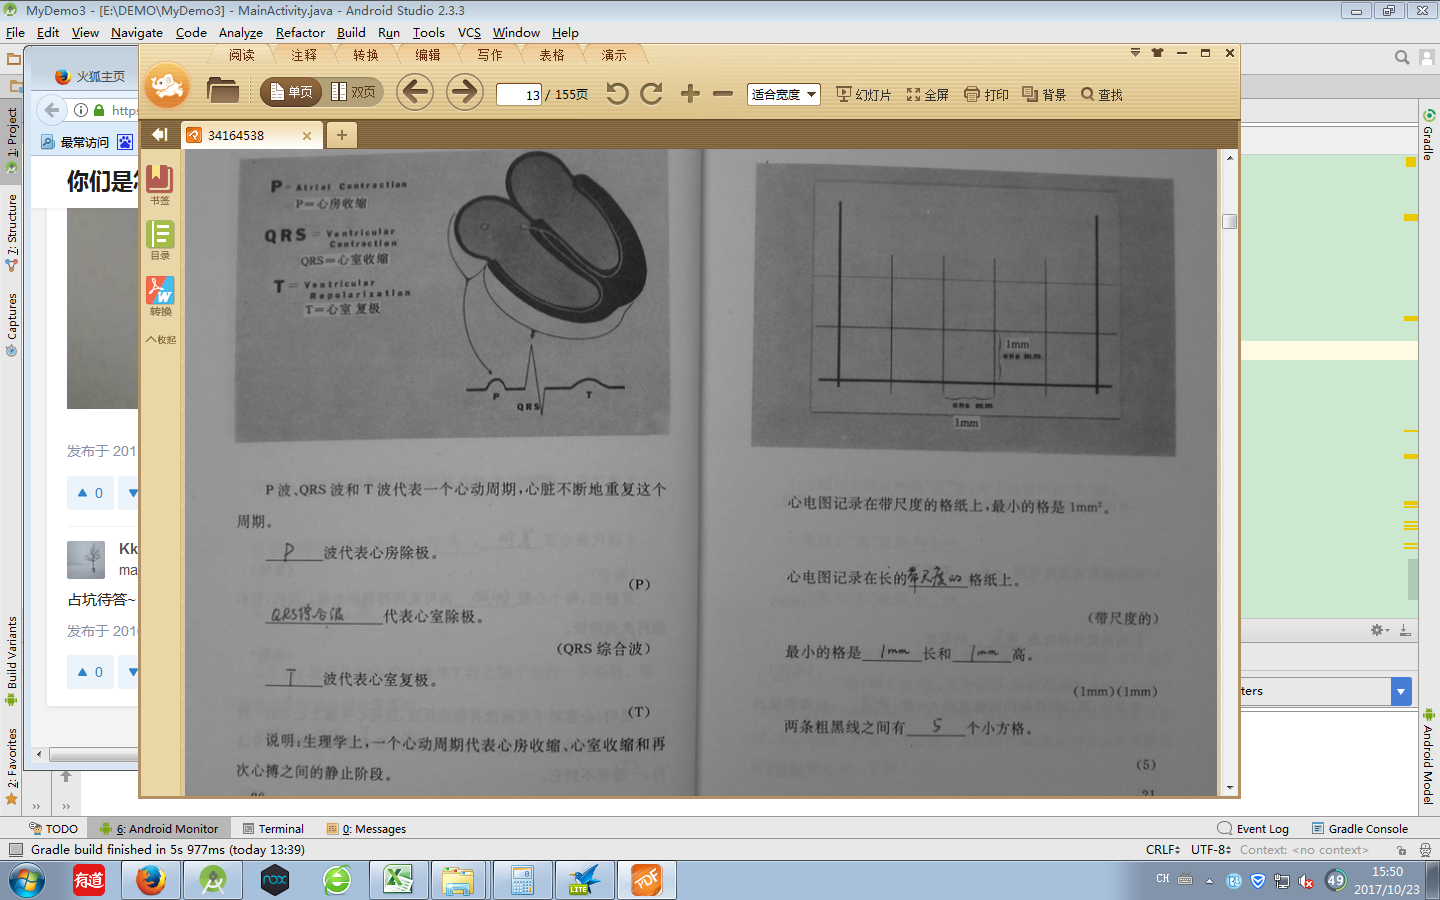 MyDemo3 - [E:\DEMO\MyDemo3] - MainActivity.java - Android Studio 2.3.3
File Edit View Navigate Code Analyze Refactor Build Run Tools VCS Window Help
阅读 注释 转换 编辑 写作 表格 演示
火狐主页
单页 双页 13 / 155页 适合宽度 幻灯片 全屏 打印 背景 查找
https
最常访问
34164538
1: Project
7: Structure
Captures
Build Variants
2: Favorites
Gradle
Android Model
你们是
发布于 201
0
Kk
ma
占坑待答~
发布于 2010
0
书签
目录
转换
收起
P - Atrial Contraction
P=心房收缩
QRS = Ventricular
Contraction
QRS=心室收缩
T = Ventricular
Repolarization
T=心室复极
P
QRS
T
P 波、QRS 波和 T 波代表一个心动周期,心脏不断地重复这个
周期。
P 波代表心房除极。
(P)
QRS综合波 代表心室除极。
(QRS 综合波)
T 波代表心室复极。
(T)
说明:生理学上,一个心动周期代表心房收缩、心室收缩和再
次心搏之间的静止阶段。
1mm
one m.m.
one m.m
1mm
心电图记录在带尺度的格纸上,最小的格是 1mm²。
心电图记录在长的带尺度的格纸上。
(带尺度的)
最小的格是 1mm 长和 1mm 高。
(1mm)(1mm)
两条粗黑线之间有 5 个小方格。
(5)
21
ters
TODO 6: Android Monitor Terminal 0: Messages Event Log Gradle Console
Gradle build finished in 5s 977ms (today 13:39) CRLF UTF-8 Context: <no context>
有道 nox LITE PDF CH 49 15:50
2017/10/23